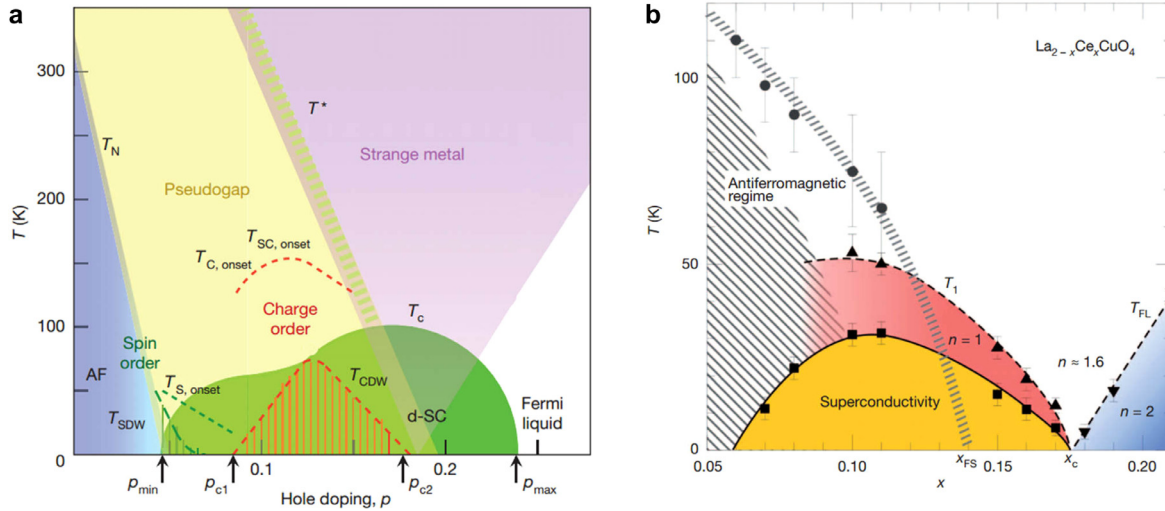 a
300
200
100
0
T (K)
T_N
T*
Strange metal
Pseudogap
T_SC, onset
T_C, onset
T_c
Charge
order
Spin
order
AF
T_S, onset
T_SDW
T_CDW
d-SC
Fermi
liquid
0.1
0.2
p_min
p_c1
p_c2
p_max
Hole doping, p
b
La_2 – xCe_xCuO_4
100
50
0
T (K)
Antiferromagnetic
regime
T_1
T_FL
n = 1
n ≈ 1.6
n = 2
Superconductivity
0.05
0.10
x_FS
0.15
x_c
0.20
x